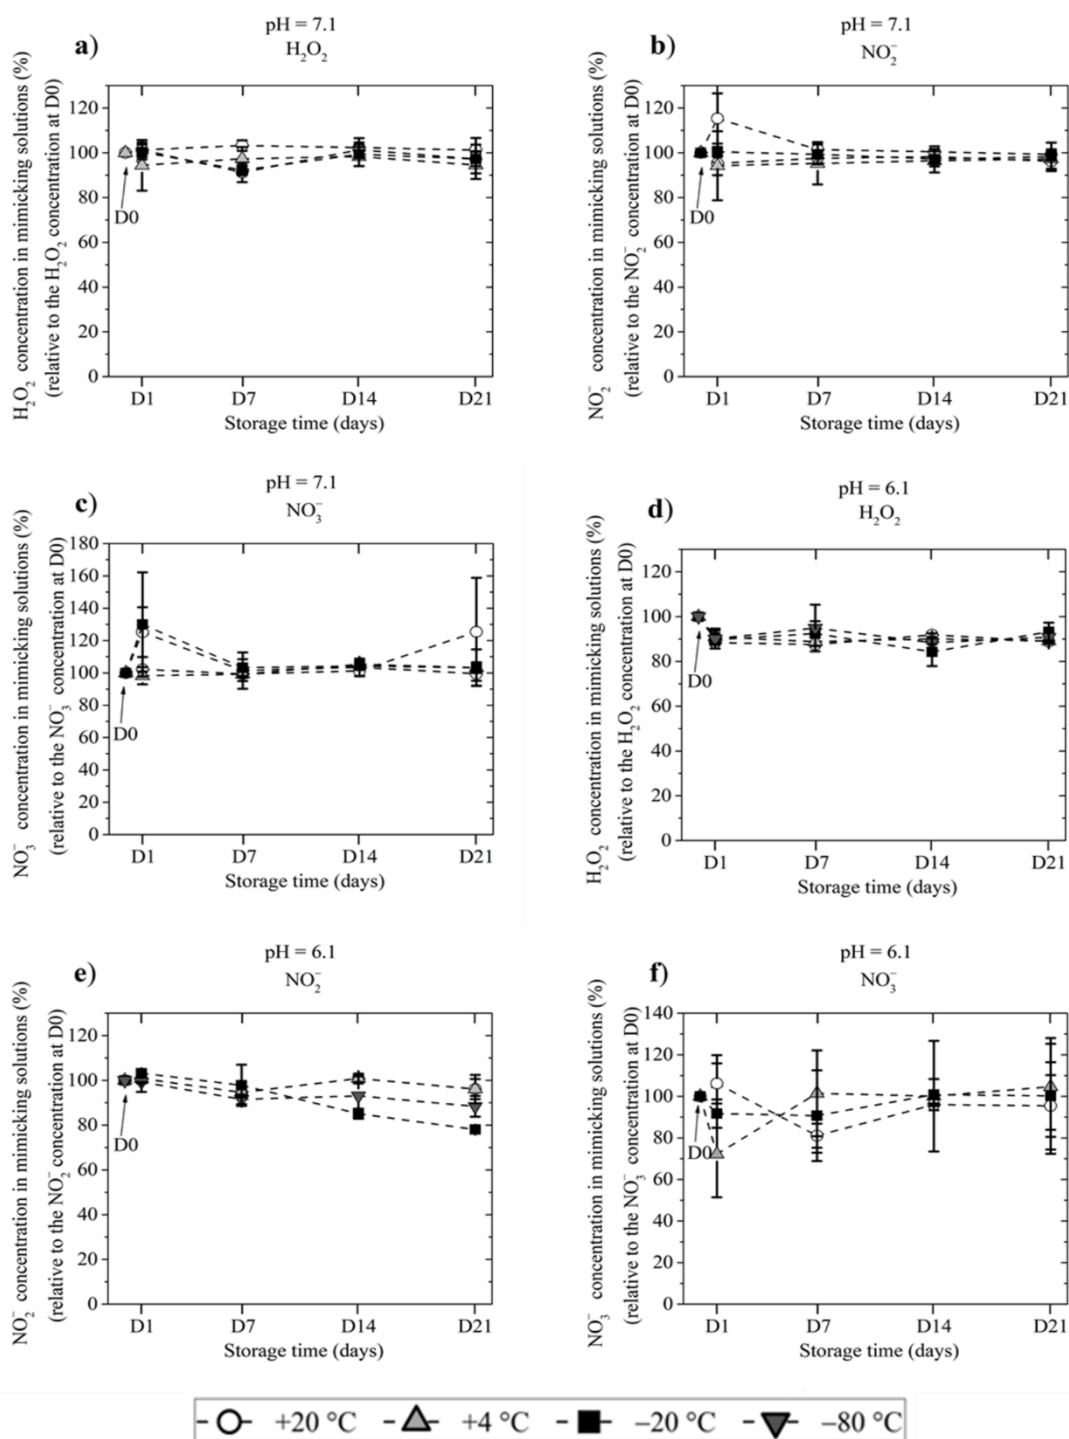 a)
pH = 7.1
H₂O₂
H₂O₂ concentration in mimicking solutions (%)
(relative to the H₂O₂ concentration at D0)
120
100
80
60
40
20
0
D0
D1 D7 D14 D21
Storage time (days)
b)
pH = 7.1
NO₂⁻
NO₂⁻ concentration in mimicking solutions (%)
(relative to the NO₂⁻ concentration at D0)
120
100
80
60
40
20
0
D0
D1 D7 D14 D21
Storage time (days)
c)
pH = 7.1
NO₃⁻
NO₃⁻ concentration in mimicking solutions (%)
(relative to the NO₃⁻ concentration at D0)
180
160
140
120
100
80
60
40
20
0
D0
D1 D7 D14 D21
Storage time (days)
d)
pH = 6.1
H₂O₂
H₂O₂ concentration in mimicking solutions (%)
(relative to the H₂O₂ concentration at D0)
120
100
80
60
40
20
0
D0
D1 D7 D14 D21
Storage time (days)
e)
pH = 6.1
NO₂⁻
NO₂⁻ concentration in mimicking solutions (%)
(relative to the NO₂⁻ concentration at D0)
120
100
80
60
40
20
0
D0
D1 D7 D14 D21
Storage time (days)
f)
pH = 6.1
NO₃⁻
NO₃⁻ concentration in mimicking solutions (%)
(relative to the NO₃⁻ concentration at D0)
140
120
100
80
60
40
20
0
D0
D1 D7 D14 D21
Storage time (days)
+20 °C +4 °C –20 °C –80 °C